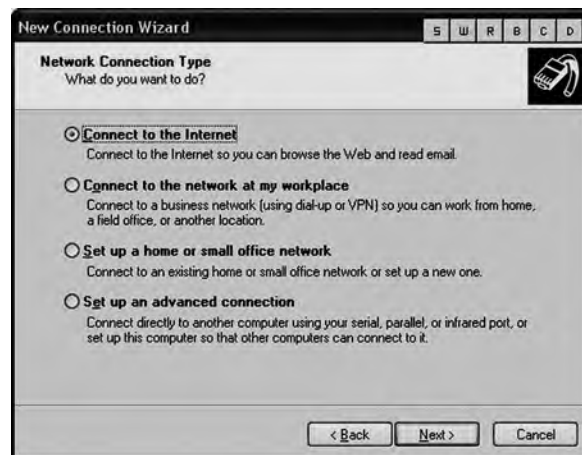 New Connection Wizard S W R B C D
Network Connection Type
What do you want to do?
Connect to the Internet
Connect to the Internet so you can browse the Web and read email.
Connect to the network at my workplace
Connect to a business network (using dial-up or VPN) so you can work from home,
a field office, or another location.
Set up a home or small office network
Connect to an existing home or small office network or set up a new one.
Set up an advanced connection
Connect directly to another computer using your serial, parallel, or infrared port, or
set up this computer so that other computers can connect to it.
< Back Next > Cancel